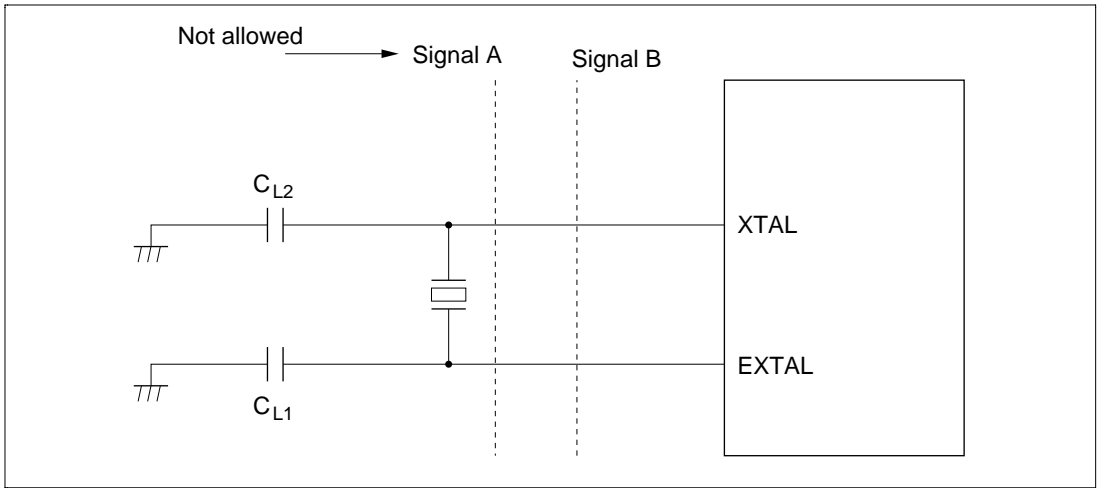 Not allowed
Signal A
Signal B
CL2
XTAL
EXTAL
CL1